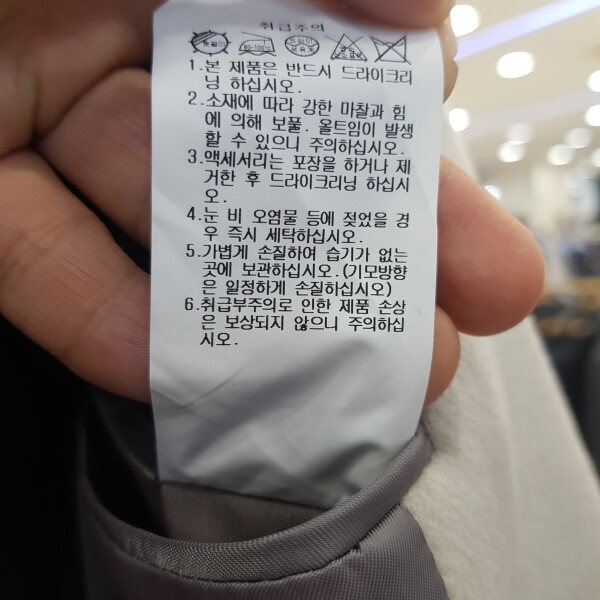 취급주의
1.본 제품은 반드시 드라이크리
닝 하십시오.
2.소재에 따라 강한 마찰과 힘
에 의해 보풀. 올트임이 발생
할 수 있으니 주의하십시오.
3.액세서리는 포장을 하거나 제
거한 후 드라이크리닝 하십시
오.
4.눈 비 오염물 등에 젖었을 경
우 즉시 세탁하십시오.
5.가볍게 손질하여 습기가 없는
곳에 보관하십시오.(기모방향
은 일정하게 손질하십시오)
6.취급부주의로 인한 제품 손상
은 보상되지 않으니 주의하십
시오.